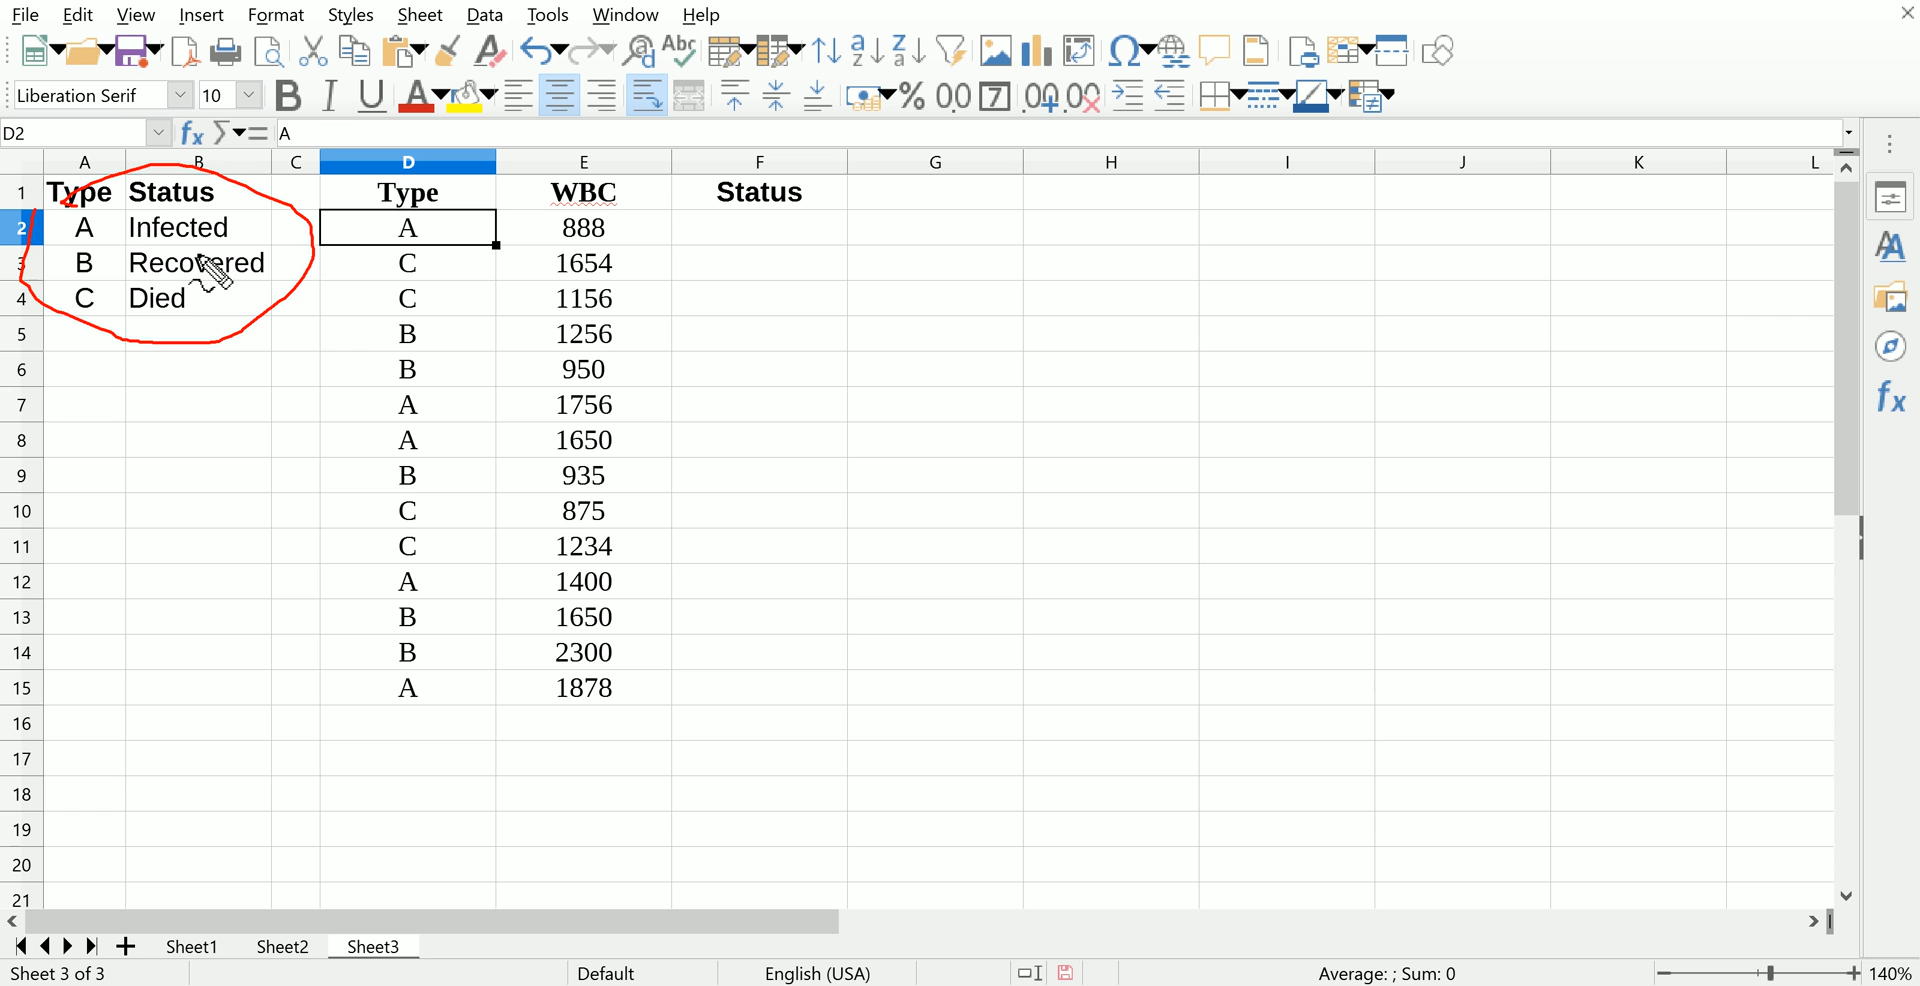 File Edit View Insert Format Styles Sheet Data Tools Window Help
Liberation Serif 10
D2 A
A B C D E F G H I J K L
1 Type Status Type WBC Status
2 A Infected A 888
3 B Recovered C 1654
4 C Died C 1156
5 B 1256
6 B 950
7 A 1756
8 A 1650
9 B 935
10 C 875
11 C 1234
12 A 1400
13 B 1650
14 B 2300
15 A 1878
16
17
18
19
20
21
Sheet1 Sheet2 Sheet3
Sheet 3 of 3 Default English (USA) Average: ; Sum: 0 140%